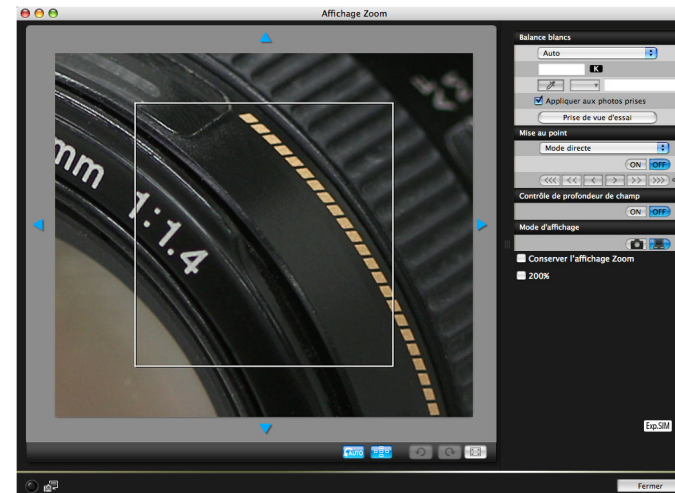 Affichage Zoom
mm 1:1.4
AF
Balance blancs
Auto
K
Appliquer aux photos prises
Prise de vue d'essai
Mise au point
Mode directe
ON OFF
<<< << < > >> >>>
Contrôle de profondeur de champ
ON OFF
Mode d'affichage
Conserver l'affichage Zoom
200%
Exp.SIM
AUTO
Fermer